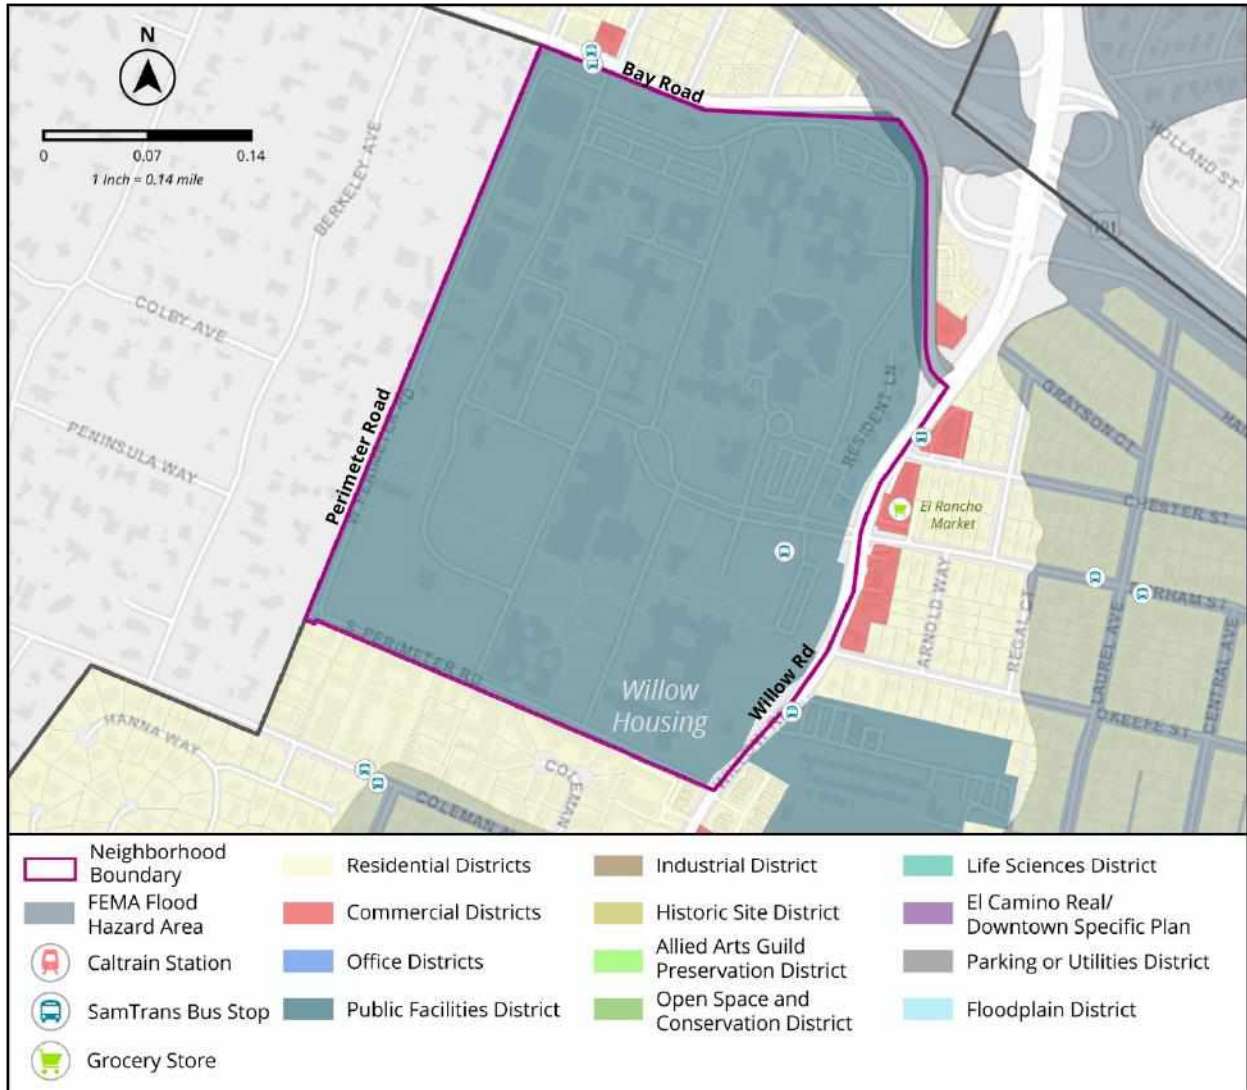 N
0
0.07
0.14
1 inch = 0.14 mile
Bay Road
BERKELEY AVE
HOLLAND ST
101
COLBY AVE
GRAYSON CT
PENINSULA WAY
Perimeter Road
RESIDENT LN
CHESTER ST
El Rancho
Market
ARNOLD WAY
REGAL CT
LAUREL AVE
CENTRAL AVE
S PERIMETER RD
Willow
Housing
Willow Rd
OKEEFE ST
HANNA WAY
COLEMAN
COLEMAN
Neighborhood
Boundary
FEMA Flood
Hazard Area
Caltrain Station
SamTrans Bus Stop
Grocery Store
Residential Districts
Commercial Districts
Office Districts
Public Facilities District
Industrial District
Historic Site District
Allied Arts Guild
Preservation District
Open Space and
Conservation District
Life Sciences District
El Camino Real/
Downtown Specific Plan
Parking or Utilities District
Floodplain District